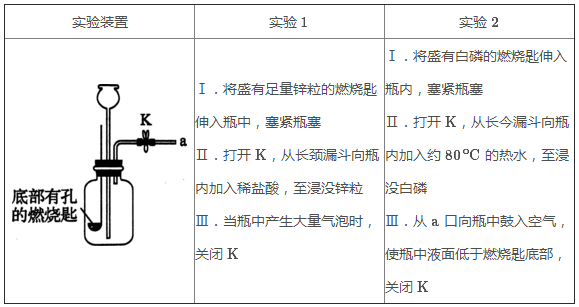 实验装置
实验 1
实验 2
K
a
底部有孔
的燃烧匙
Ⅰ.将盛有足量锌粒的燃烧匙
伸入瓶中，塞紧瓶塞
Ⅱ.打开 K，从长颈漏斗向瓶
内加入稀盐酸，至浸没锌粒
Ⅲ.当瓶中产生大量气泡时，
关闭 K
Ⅰ.将盛有白磷的燃烧匙伸入
瓶内，塞紧瓶塞
Ⅱ.打开 K，从长今漏斗向瓶
内加入约 80℃ 的热水，至浸
没白磷
Ⅲ.从 a 口向瓶中鼓入空气，
使瓶中液面低于燃烧匙底部，
关闭 K